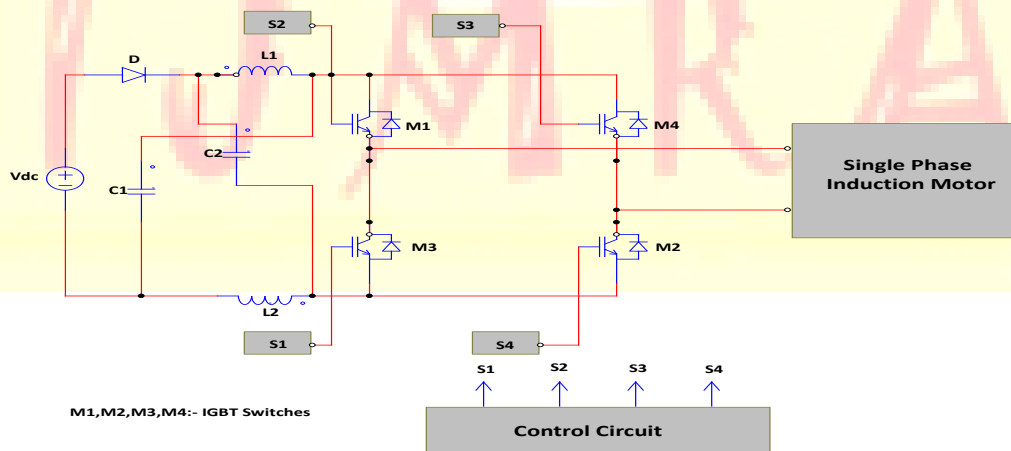 S2
S3
D
L1
M1
M4
C2
Vdc
C1
Single Phase
Induction Motor
M3
M2
L2
S1
S4
S1
S2
S3
S4
M1,M2,M3,M4:- IGBT Switches
Control Circuit